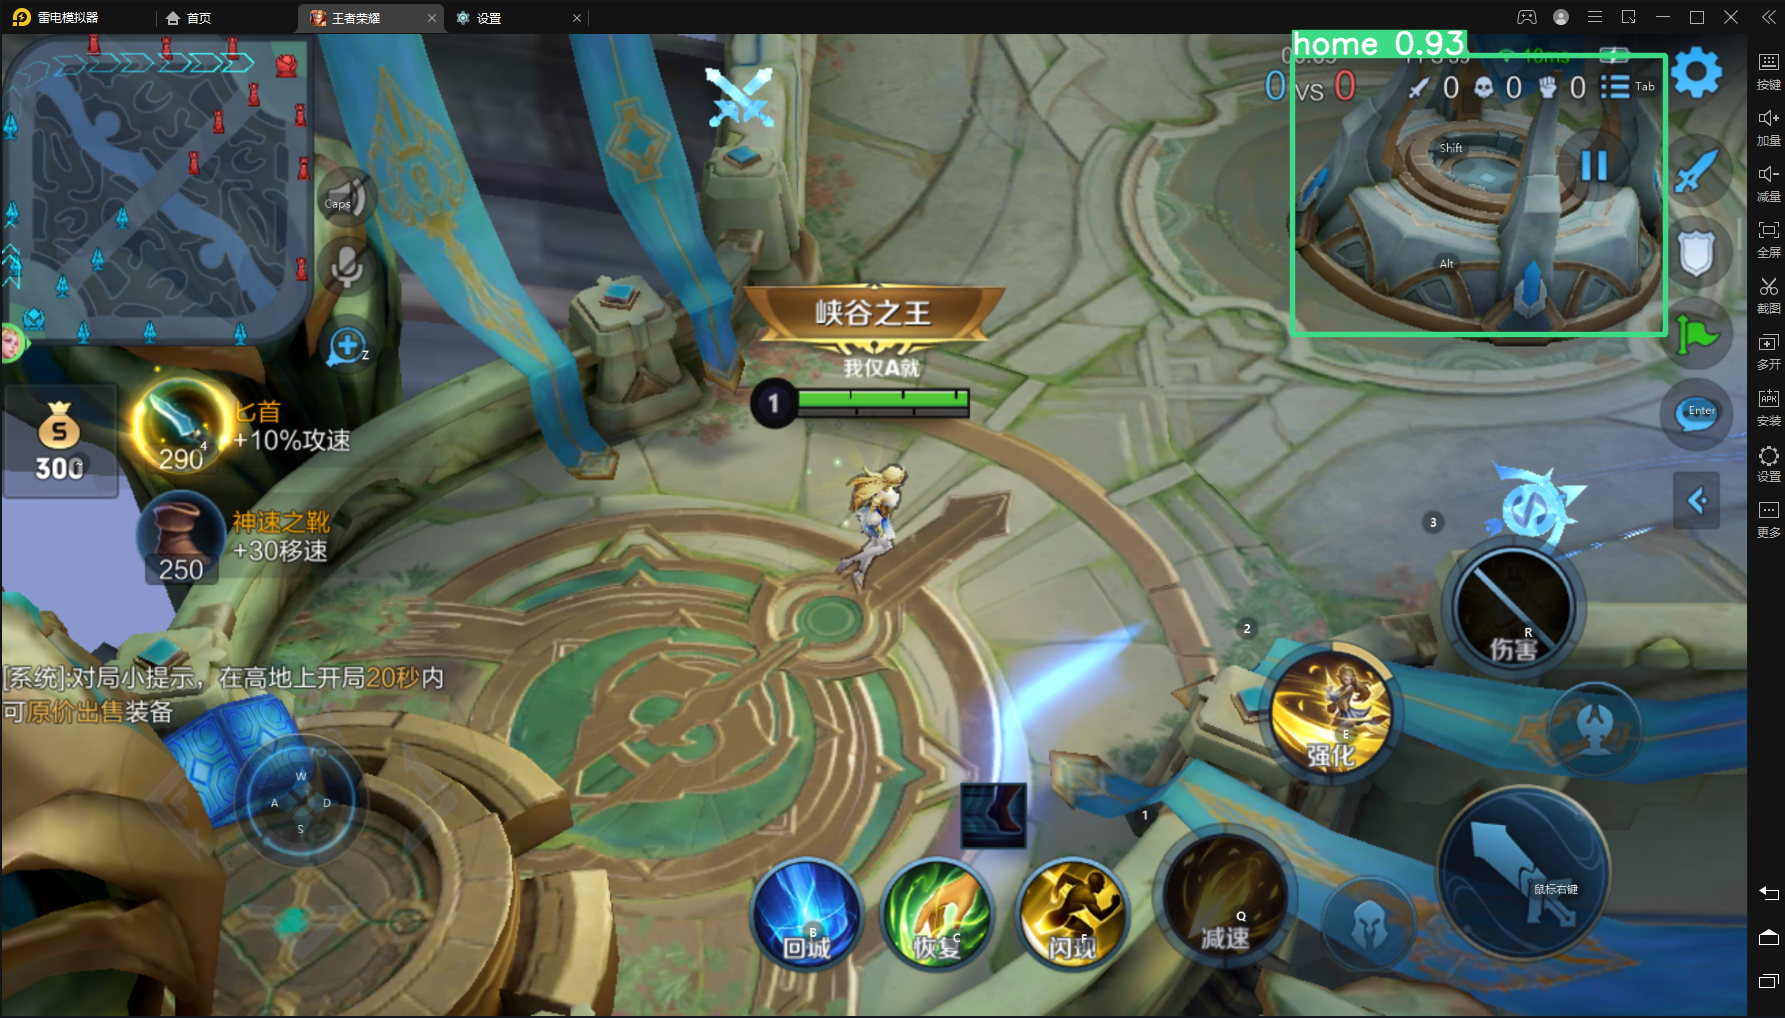 雷电模拟器
首页
王者荣耀
设置
home 0.93
0 VS 0
0
0
0
Tab
Shift
Alt
Caps
Z
峡谷之王
我仅A就
1
匕首
+10%攻速
4
290
300
神速之靴
+30移速
250
[系统]:对局小提示，在高地上开局20秒内
可原价出售装备
W
A
D
S
Enter
3
R
伤害
2
E
强化
1
B
回城
C
恢复
F
闪现
Q
减速
鼠标右键
按键
加量
减量
全屏
截图
多开
APK
安装
设置
更多